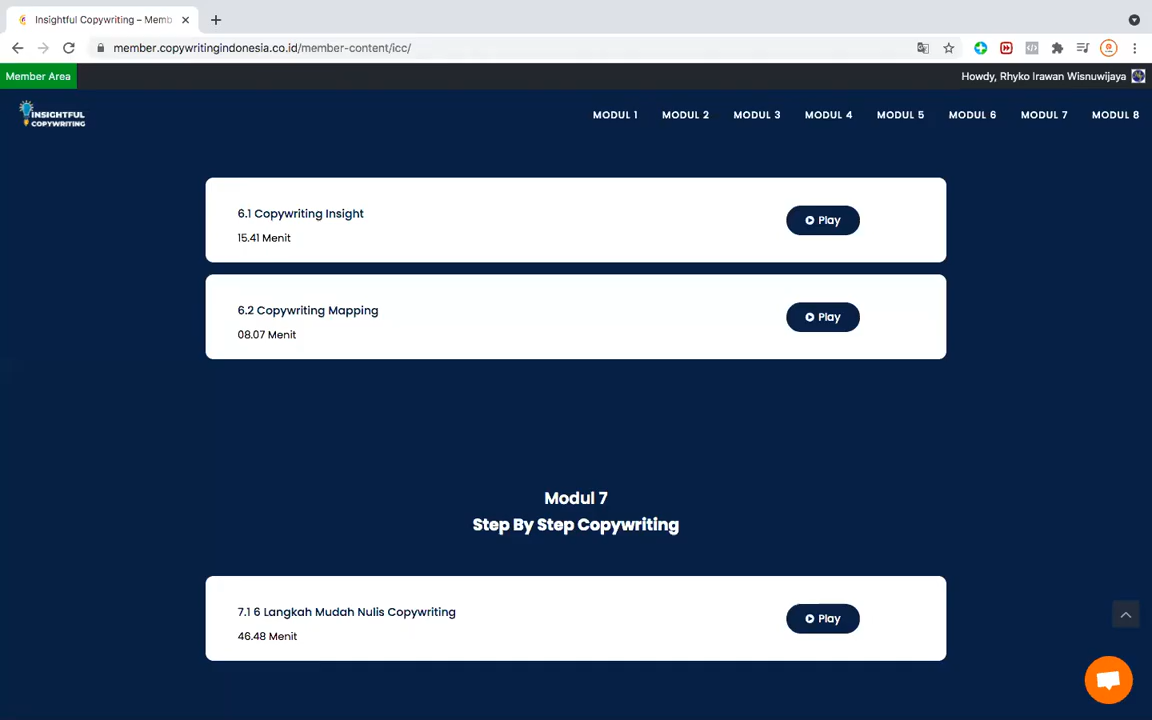 Insightful Copywriting – Memb
member.copywritingindonesia.co.id/member-content/icc/
Member Area
Howdy, Rhyko Irawan Wisnuwijaya
INSIGHTFUL
COPYWRITING
MODUL 1
MODUL 2
MODUL 3
MODUL 4
MODUL 5
MODUL 6
MODUL 7
MODUL 8
6.1 Copywriting Insight
15.41 Menit
Play
6.2 Copywriting Mapping
08.07 Menit
Play
Modul 7
Step By Step Copywriting
7.1 6 Langkah Mudah Nulis Copywriting
46.48 Menit
Play